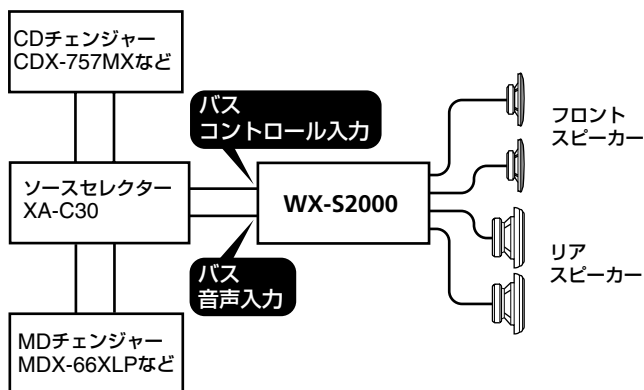 CDチェンジャー
CDX-757MXなど
バス
コントロール入力
フロント
スピーカー
ソースセレクター
XA-C30
WX-S2000
バス
音声入力
リア
スピーカー
MDチェンジャー
MDX-66XLPなど